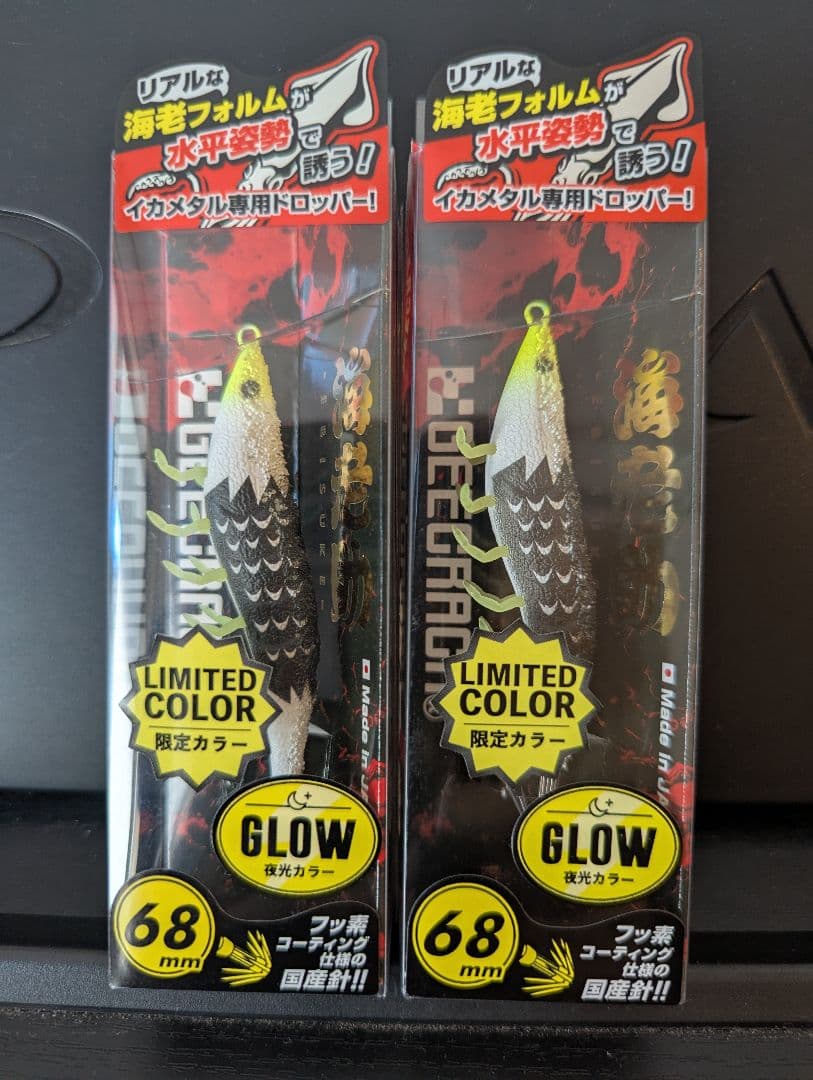 リアルな
海老フォルムが
水平姿勢で
誘う!
イカメタル専用ドロッパー!
GEECRACK
LIMITED
COLOR
限定カラー
Made in
GLOW
夜光カラー
68
mm
フッ素
コーティング
仕様の
国産針!!
リアルな
海老フォルムが
水平姿勢で
誘う!
イカメタル専用ドロッパー!
GEECRACK
LIMITED
COLOR
限定カラー
Made in
GLOW
夜光カラー
68
mm
フッ素
コーティング
仕様の
国産針!!